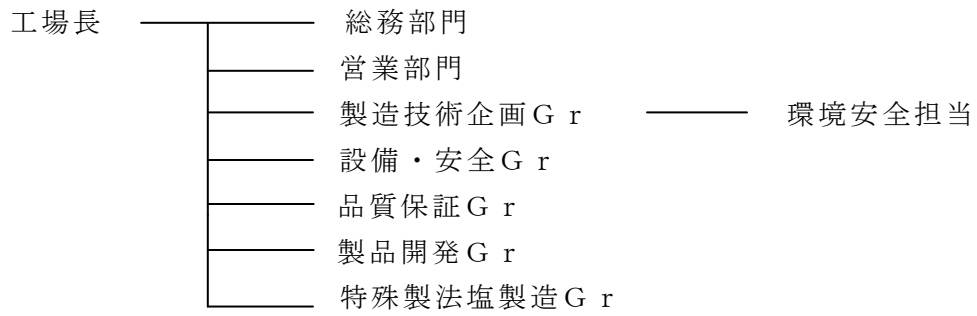 工場長 総務部門
営業部門
製造技術企画Ｇｒ 環境安全担当
設備・安全Ｇｒ
品質保証Ｇｒ
製品開発Ｇｒ
特殊製法塩製造Ｇｒ